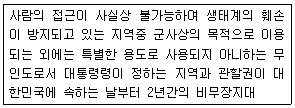 사람의 접근이 사실상 불가능하여 생태계의 훼손
이 방지되고 있는 지역중 군사상의 목적으로 이용
되는 외에는 특별한 용도로 사용되지 아니하는 무
인도로서 대통령령이 정하는 지역과 관할권이 대
한민국에 속하는 날부터 2년간의 비무장지대